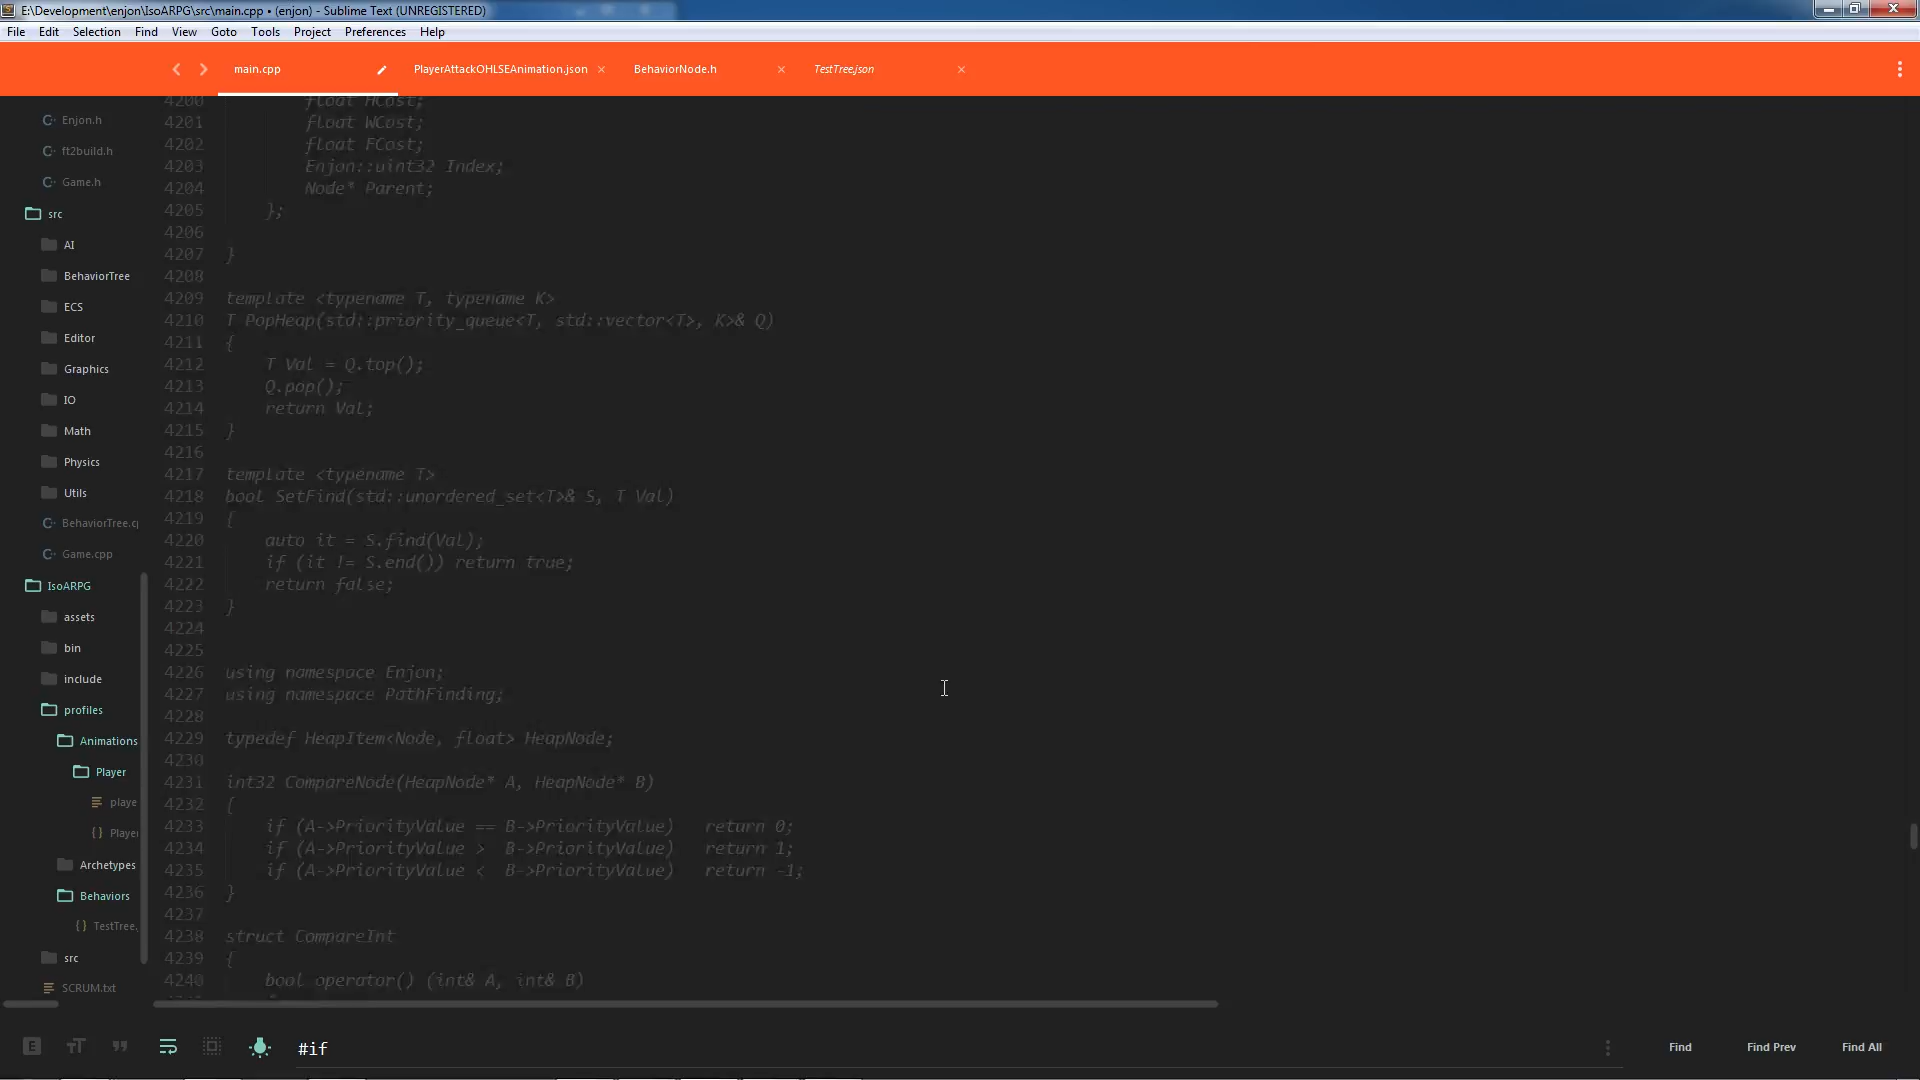 E:\Development\enjon\IsoARPG\src\main.cpp • (enjon) - Sublime Text (UNREGISTERED)
File Edit Selection Find View Goto Tools Project Preferences Help
main.cpp PlayerAttackOHLSEAnimation.json BehaviorNode.h TestTree.json
Enjon.h
ft2build.h
Game.h
src
AI
BehaviorTree
ECS
Editor
Graphics
IO
Math
Physics
Utils
BehaviorTree.c
Game.cpp
IsoARPG
assets
bin
include
profiles
Animations
Player
playe
Player
Archetypes
Behaviors
TestTree.
src
SCRUM.txt
4200 float HCost;
4201 float WCost;
4202 float FCost;
4203 Enjon::uint32 Index;
4204 Node* Parent;
4205 };
4206
4207 }
4208
4209 template <typename T, typename K>
4210 T PopHeap(std::priority_queue<T, std::vector<T>, K>& Q)
4211 {
4212 T Val = Q.top();
4213 Q.pop();
4214 return Val;
4215 }
4216
4217 template <typename T>
4218 bool SetFind(std::unordered_set<T>& S, T Val)
4219 {
4220 auto it = S.find(Val);
4221 if (it != S.end()) return true;
4222 return false;
4223 }
4224
4225
4226 using namespace Enjon;
4227 using namespace PathFinding;
4228
4229 typedef HeapItem<Node, float> HeapNode;
4230
4231 int32 CompareNode(HeapNode* A, HeapNode* B)
4232 {
4233 if (A->PriorityValue == B->PriorityValue) return 0;
4234 if (A->PriorityValue > B->PriorityValue) return 1;
4235 if (A->PriorityValue < B->PriorityValue) return -1;
4236 }
4237
4238 struct CompareInt
4239 {
4240 bool operator() (int& A, int& B)
#if Find Find Prev Find All